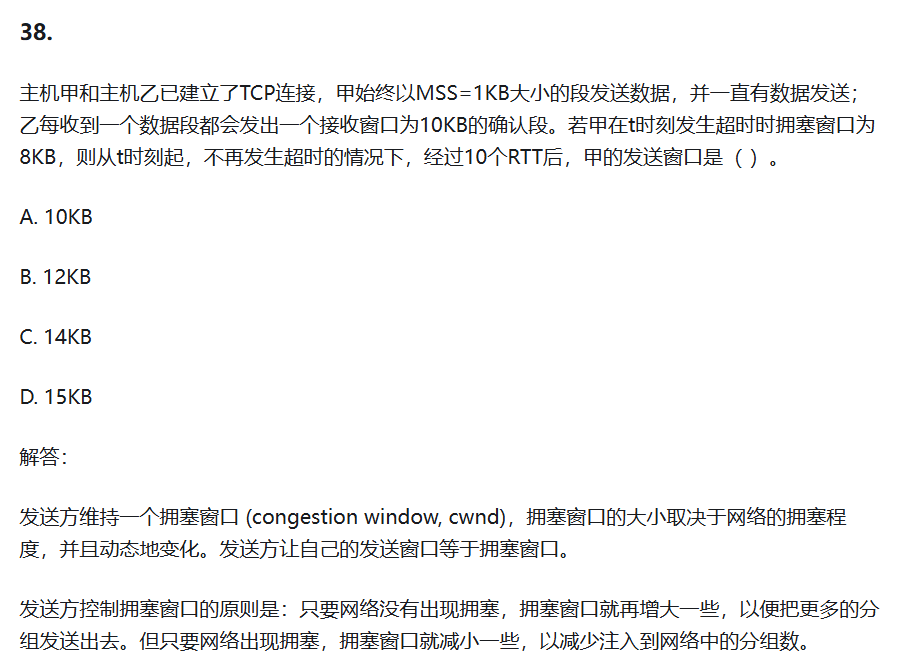 38.
主机甲和主机乙已建立了TCP连接，甲始终以MSS=1KB大小的段发送数据，并一直有数据发送；
乙每收到一个数据段都会发出一个接收窗口为10KB的确认段。若甲在t时刻发生超时时拥塞窗口为
8KB，则从t时刻起，不再发生超时的情况下，经过10个RTT后，甲的发送窗口是（ ）。
A. 10KB
B. 12KB
C. 14KB
D. 15KB
解答：
发送方维持一个拥塞窗口 (congestion window, cwnd)，拥塞窗口的大小取决于网络的拥塞程
度，并且动态地变化。发送方让自己的发送窗口等于拥塞窗口。
发送方控制拥塞窗口的原则是：只要网络没有出现拥塞，拥塞窗口就再增大一些，以便把更多的分
组发送出去。但只要网络出现拥塞，拥塞窗口就减小一些，以减少注入到网络中的分组数。